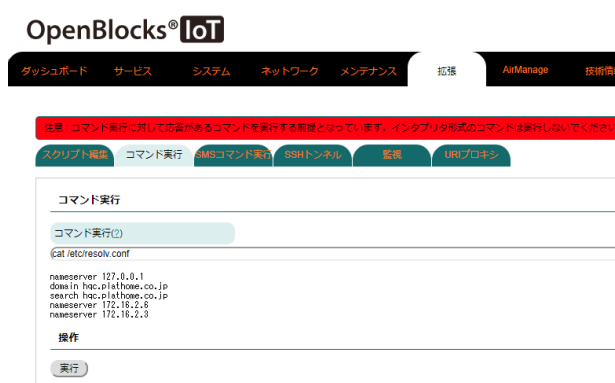 OpenBlocks® IoT
ダッシュボード サービス システム ネットワーク メンテナンス 拡張 AirManage 技術情
注意：コマンド実行に対して応答があるコマンドを実行する前提となっています。インタプリタ形式のコマンドは実行しないでください
スクリプト編集 コマンド実行 SMSコマンド実行 SSHトンネル 監視 URIプロキシ
コマンド実行
コマンド実行(?)
cat /etc/resolv.conf
nameserver 127.0.0.1
domain hqc.plathome.co.jp
search hqc.plathome.co.jp
nameserver 172.16.2.6
nameserver 172.16.2.3
操作
実行